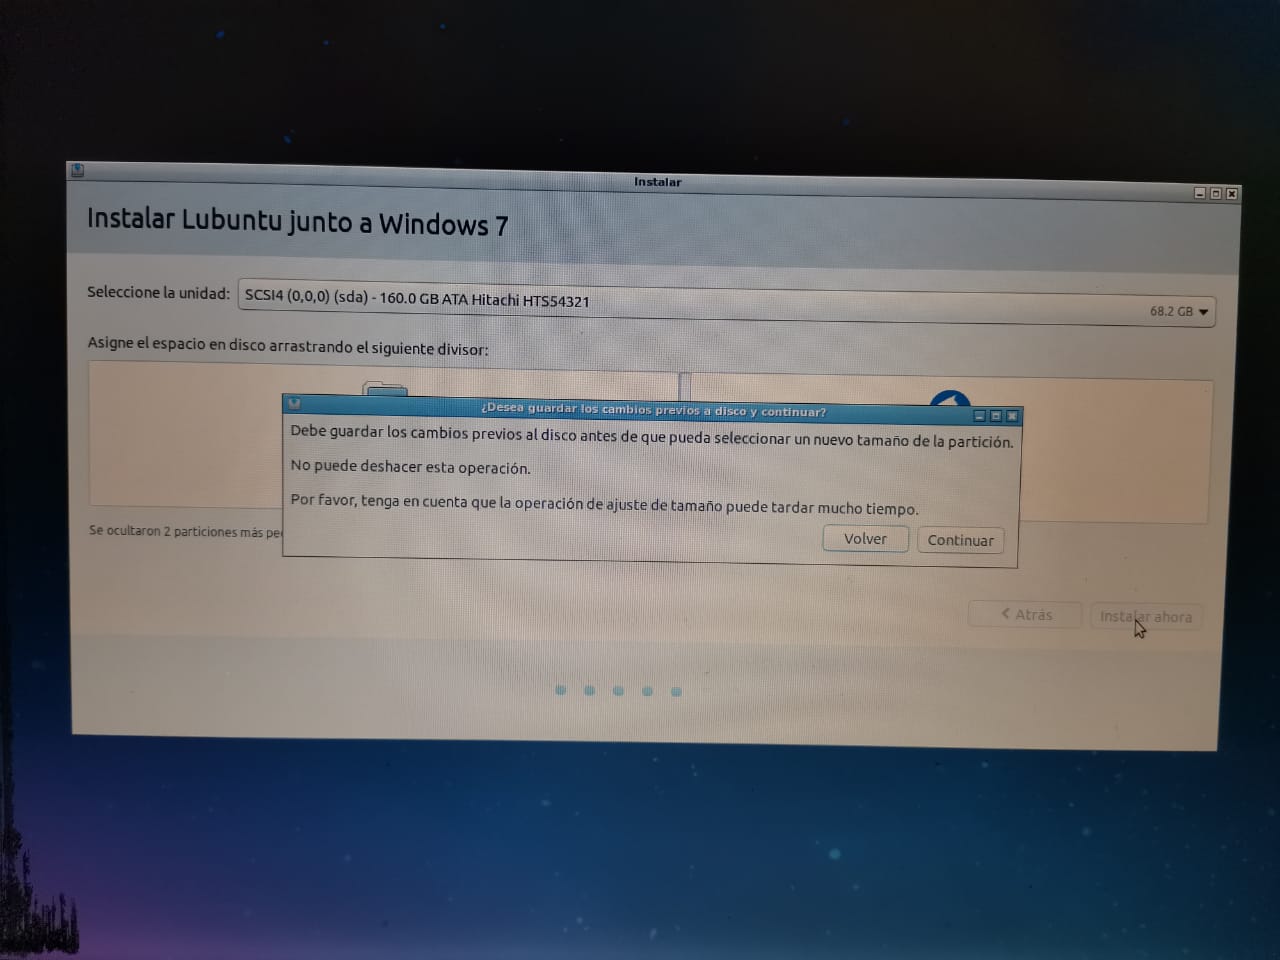 Instalar
Instalar Lubuntu junto a Windows 7
Seleccione la unidad:
SCSI4 (0,0,0) (sda) - 160.0 GB ATA Hitachi HTS54321
68.2 GB
Asigne el espacio en disco arrastrando el siguiente divisor:
¿Desea guardar los cambios previos a disco y continuar?
Debe guardar los cambios previos al disco antes de que pueda seleccionar un nuevo tamaño de la partición.
No puede deshacer esta operación.
Por favor, tenga en cuenta que la operación de ajuste de tamaño puede tardar mucho tiempo.
Volver
Continuar
Se ocultaron 2 particiones más
Atrás
Instalar ahora